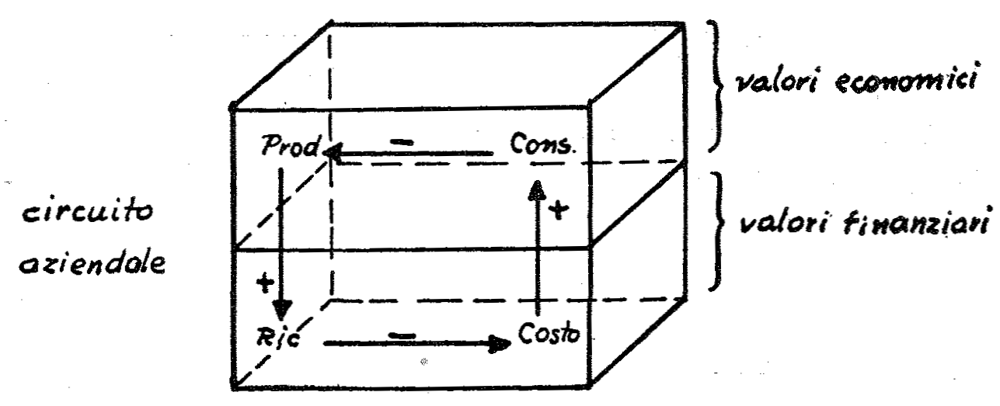 valori economici
Prod
−
Cons.
+
circuito
aziendale
valori finanziari
+
Ric
−
Costo